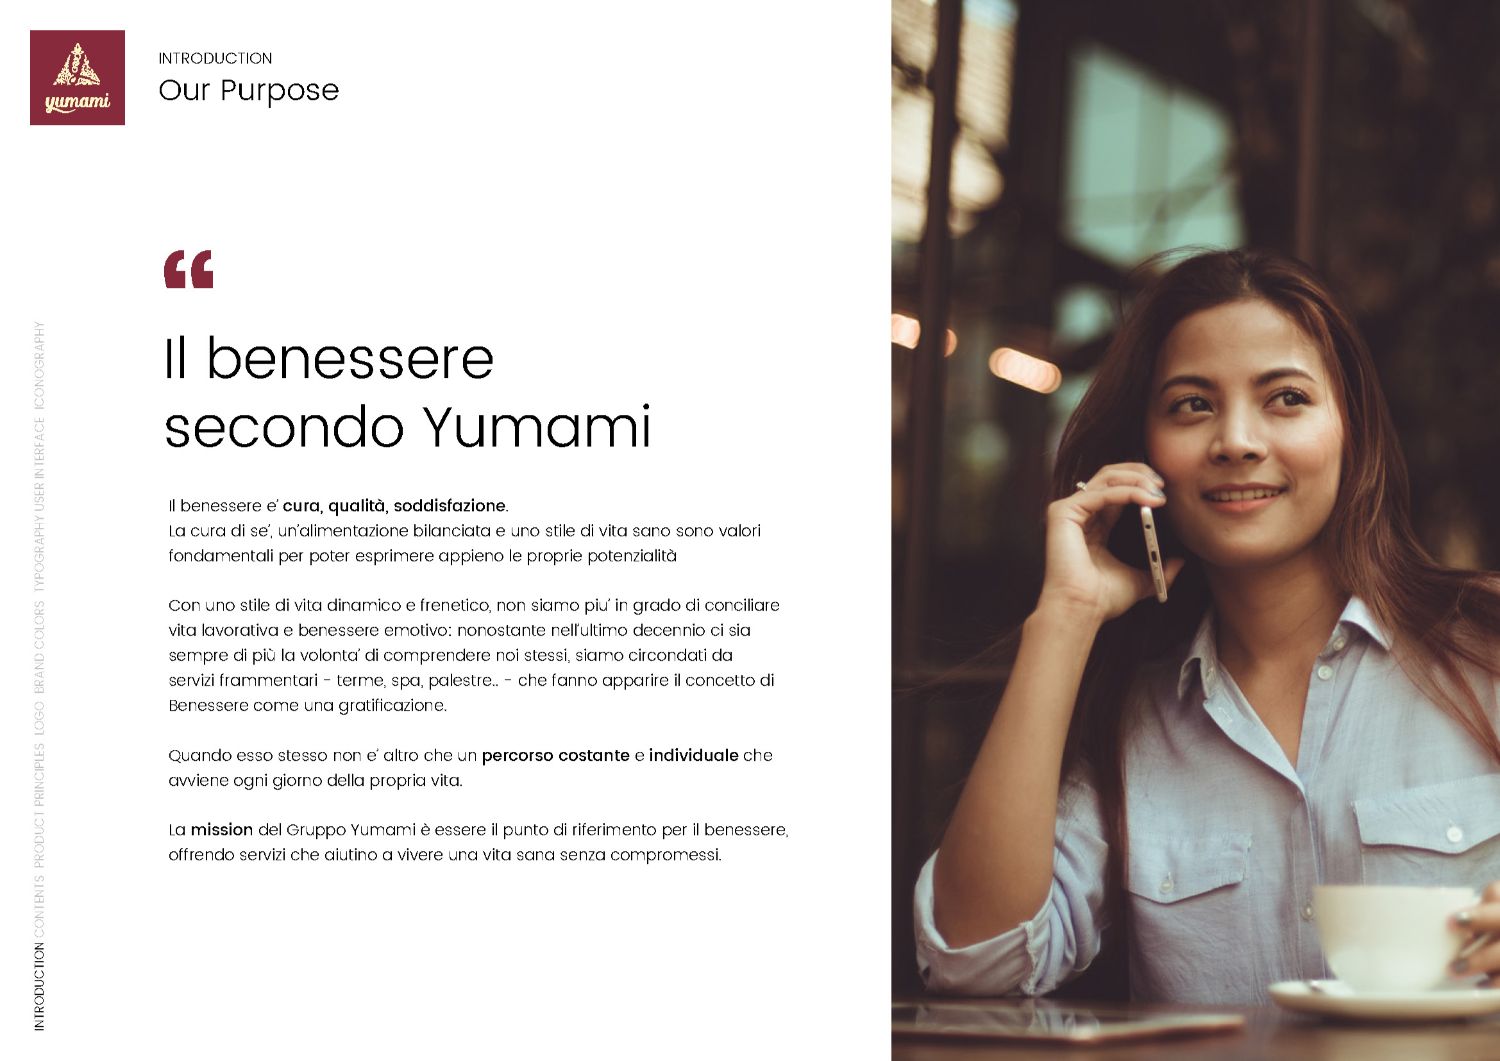 yumami
INTRODUCTION
Our Purpose
“
Il benessere
secondo Yumami
Il benessere e’ cura, qualità, soddisfazione.
La cura di se’, un’alimentazione bilanciata e uno stile di vita sano sono valori
fondamentali per poter esprimere appieno le proprie potenzialità
Con uno stile di vita dinamico e frenetico, non siamo piu’ in grado di conciliare
vita lavorativa e benessere emotivo: nonostante nell’ultimo decennio ci sia
sempre di più la volonta’ di comprendere noi stessi, siamo circondati da
servizi frammentari - terme, spa, palestre.. - che fanno apparire il concetto di
Benessere come una gratificazione.
Quando esso stesso non e’ altro che un percorso costante e individuale che
avviene ogni giorno della propria vita.
La mission del Gruppo Yumami è essere il punto di riferimento per il benessere,
offrendo servizi che aiutino a vivere una vita sana senza compromessi.
INTRODUCTION CONTENTS PRODUCT PRINCIPLES LOGO BRAND COLORS TYPOGRAPHY USER INTERFACE ICONOGRAPHY